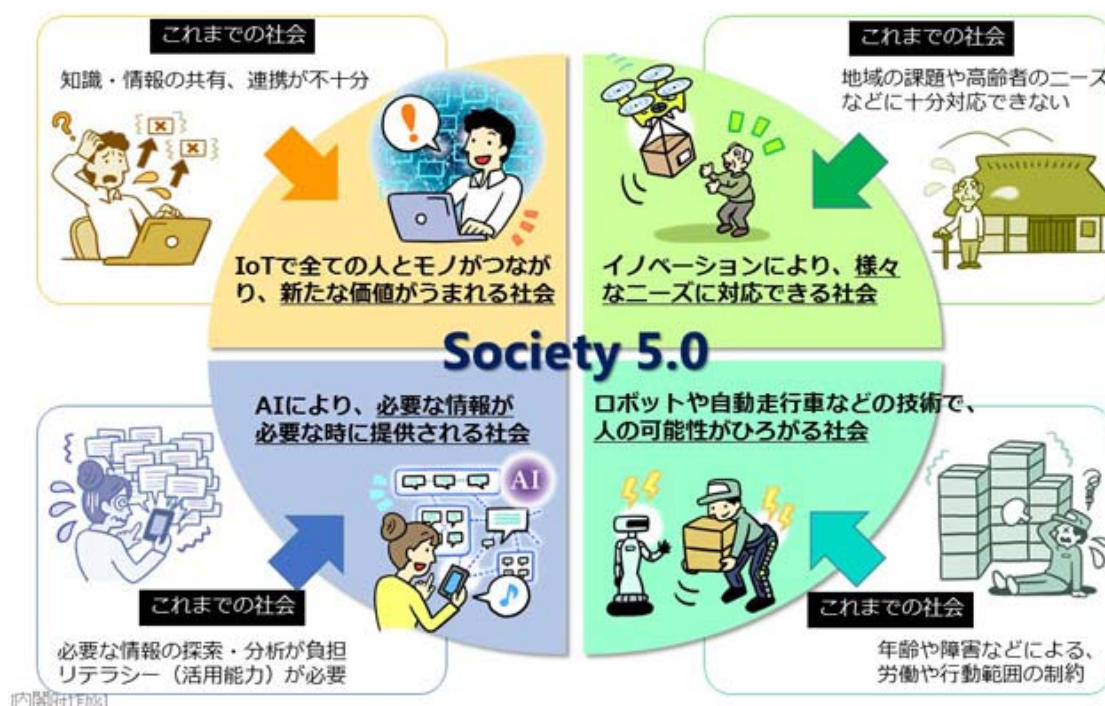 これまでの社会
知識・情報の共有、連携が不十分
IoTで全ての人とモノがつなが
り、新たな価値がうまれる社会
これまでの社会
地域の課題や高齢者のニーズ
などに十分対応できない
イノベーションにより、様々
なニーズに対応できる社会
Society 5.0
AIにより、必要な情報が
必要な時に提供される社会
AI
これまでの社会
必要な情報の探索・分析が負担
リテラシー（活用能力）が必要
ロボットや自動走行車などの技術で、
人の可能性がひろがる社会
これまでの社会
年齢や障害などによる、
労働や行動範囲の制約
[内閣府作成]